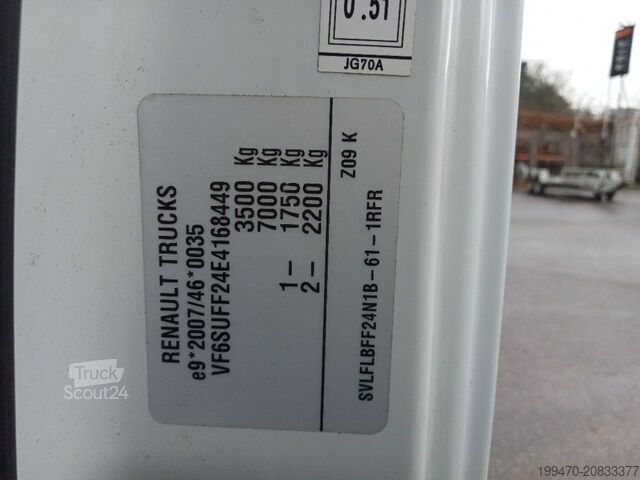 0.51
JG70A
RENAULT TRUCKS
e9*2007/46*0035
VF6SUFF24E4168449
3500 Kg
7000 Kg
1– 1750 Kg
2– 2200 Kg
Z09 K
SVLFLBFF24N1B–61–1RFR
Truck
Scout24
199470-20833377